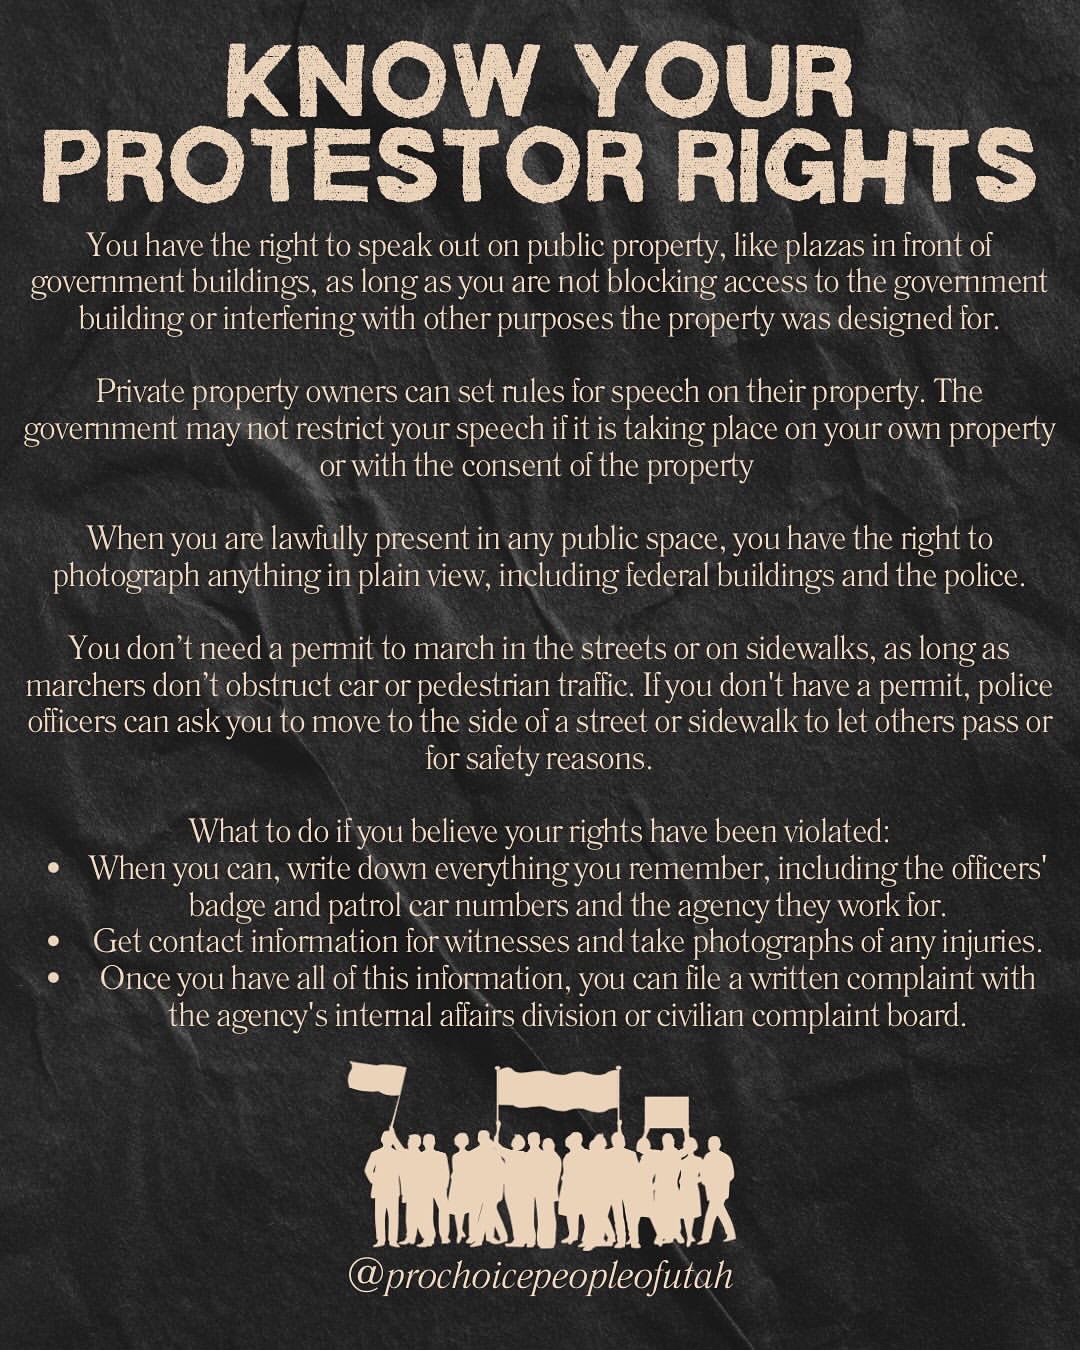 KNOW YOUR
PROTESTOR RIGHTS
You have the right to speak out on public property, like plazas in front of
government buildings, as long as you are not blocking access to the government
building or interfering with other purposes the property was designed for.
Private property owners can set rules for speech on their property. The
government may not restrict your speech if it is taking place on your own property
or with the consent of the property
When you are lawfully present in any public space, you have the right to
photograph anything in plain view, including federal buildings and the police.
You don’t need a permit to march in the streets or on sidewalks, as long as
marchers don’t obstruct car or pedestrian traffic. If you don't have a permit, police
officers can ask you to move to the side of a street or sidewalk to let others pass or
for safety reasons.
What to do if you believe your rights have been violated:
• When you can, write down everything you remember, including the officers'
badge and patrol car numbers and the agency they work for.
• Get contact information for witnesses and take photographs of any injuries.
• Once you have all of this information, you can file a written complaint with
the agency's internal affairs division or civilian complaint board.
@prochoicepeopleofutah